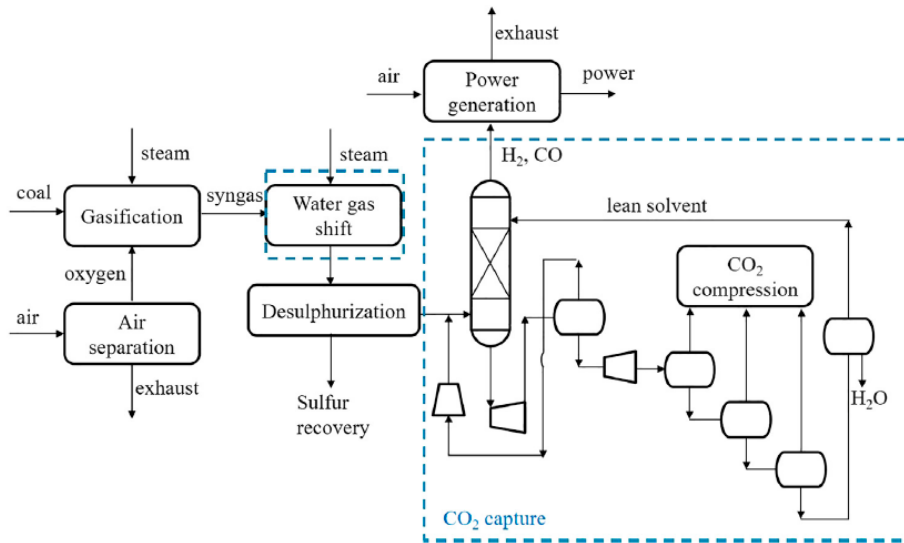 exhaust
air
Power
generation
power
steam
steam
H₂, CO
coal
Gasification
syngas
Water gas
shift
lean solvent
oxygen
CO₂
compression
air
Air
separation
Desulphurization
exhaust
Sulfur
recovery
H₂O
CO₂ capture